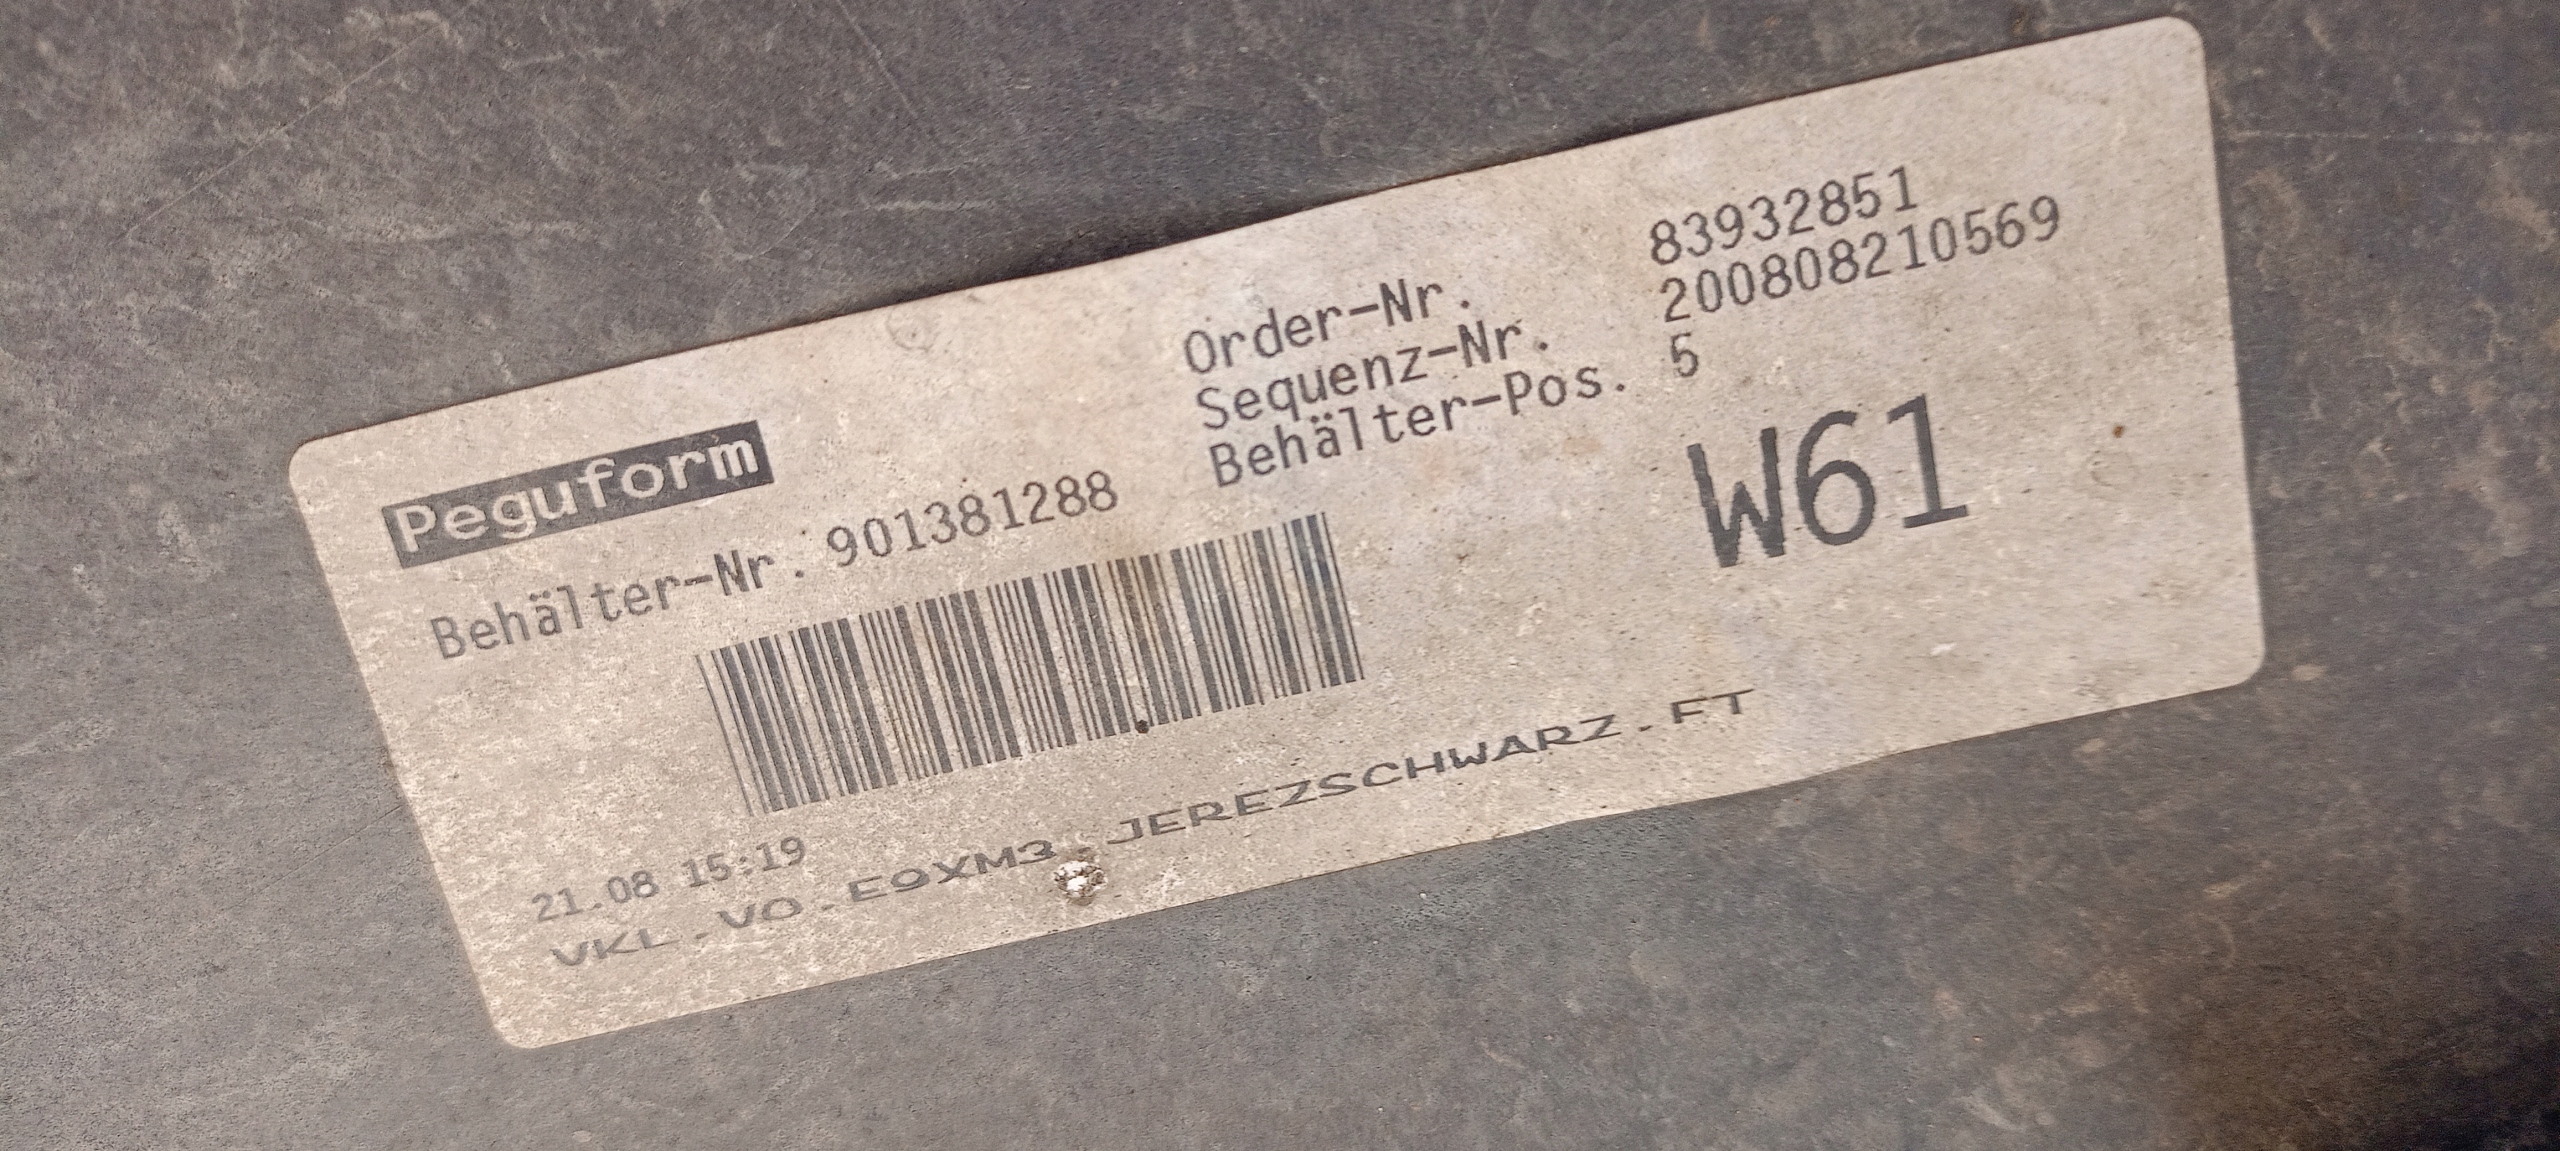 Peguform
Behälter-Nr. 901381288
Order-Nr. 83932851
Sequenz-Nr. 200808210569
Behälter-Pos. 5
W61
21.08 15:19
VKL.VO.E9XM3.JEREZSCHWARZ.FT